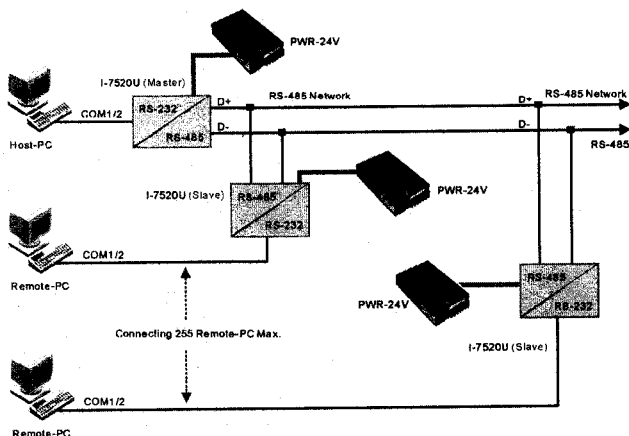 PWR-24V
I-7520U (Master)
RS-485 Network
D+
D+
RS-485 Network
COM1/2
RS-232
RS-485
D-
D-
RS-485
Host-PC
I-7520U (Slave)
RS-485
RS-232
PWR-24V
COM1/2
Remote-PC
PWR-24V
RS-485
RS-232
Connecting 255 Remote-PC Max.
I-7520U (Slave)
COM1/2
Remote-PC